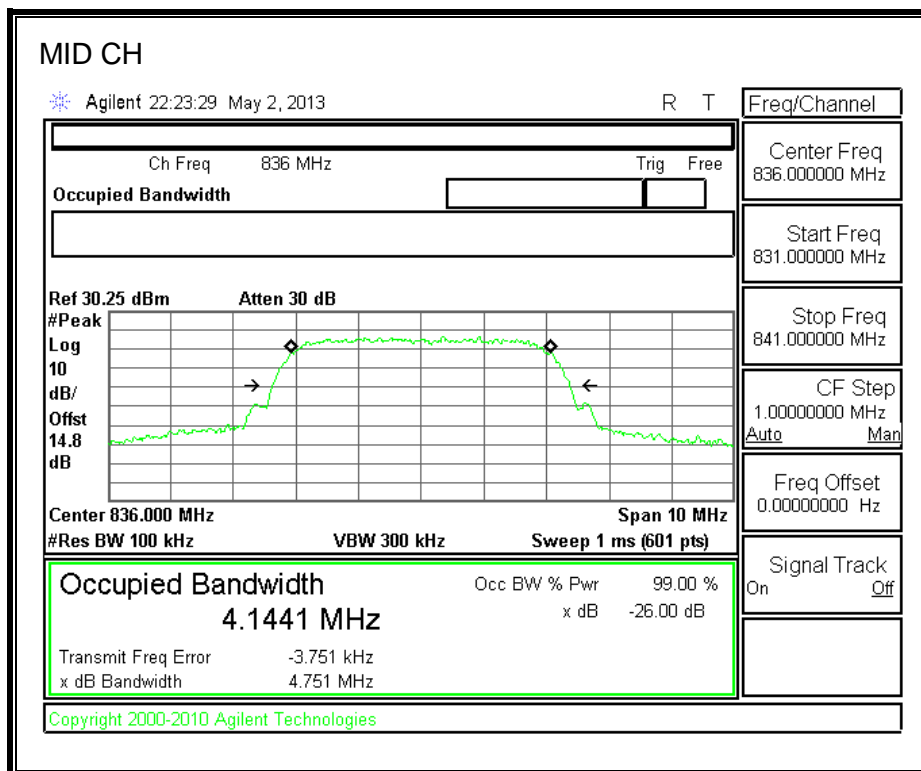 MID CH
Agilent 22:23:29 May 2, 2013 R T
Ch Freq 836 MHz Trig Free
Occupied Bandwidth
Ref 30.25 dBm Atten 30 dB
#Peak
Log
10
dB/
Offst
14.8
dB
Center 836.000 MHz Span 10 MHz
#Res BW 100 kHz VBW 300 kHz Sweep 1 ms (601 pts)
Occupied Bandwidth Occ BW % Pwr 99.00 %
4.1441 MHz x dB -26.00 dB
Transmit Freq Error -3.751 kHz
x dB Bandwidth 4.751 MHz
Copyright 2000-2010 Agilent Technologies
Freq/Channel
Center Freq
836.000000 MHz
Start Freq
831.000000 MHz
Stop Freq
841.000000 MHz
CF Step
1.00000000 MHz
Auto Man
Freq Offset
0.00000000 Hz
Signal Track
On Off